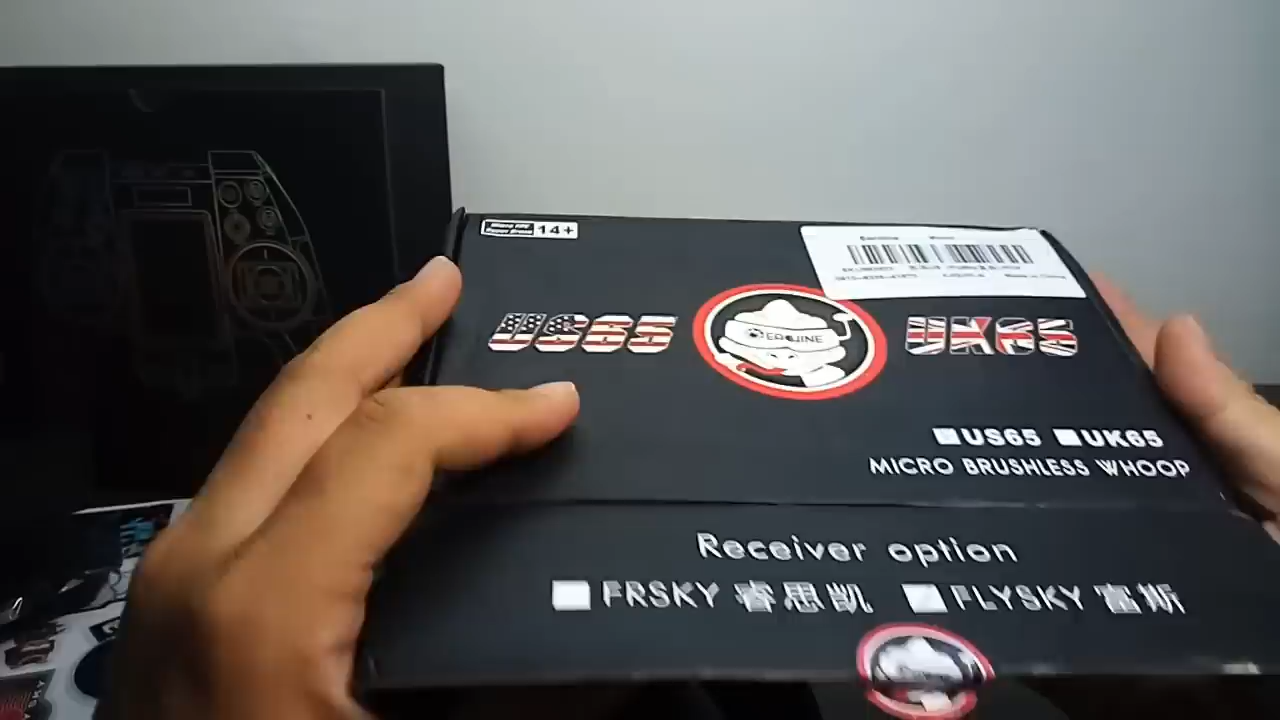 14+
US65
EACHINE
UK65
US65 UK65
MICRO BRUSHLESS WHOOP
Receiver option
FRSKY 睿思凯 FLYSKY 富斯